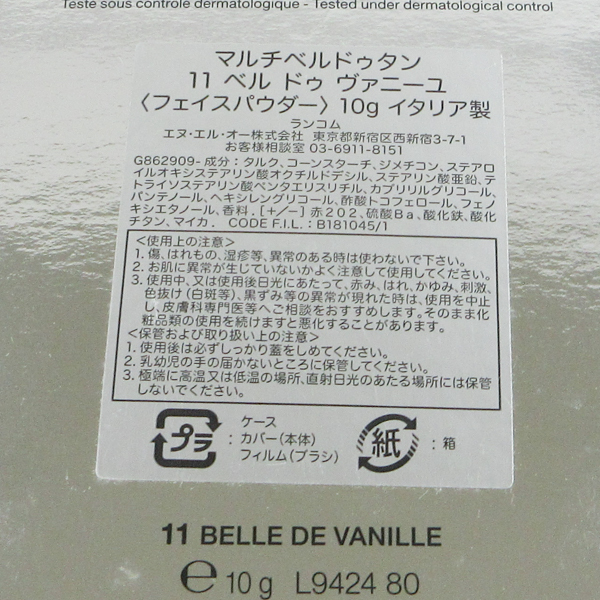 Testé sous contrôle dermatologique - Tested under dermatological control
マルチベルドゥタン
11 ベル ドゥ ヴァニーユ
〈フェイスパウダー〉10g イタリア製
ランコム
エヌ・エル・オー株式会社 東京都新宿区西新宿3-7-1
お客様相談室 03-6911-8151
G862909- 成分：タルク、コーンスターチ、ジメチコン、ステアロ
イルオキシステアリン酸オクチルドデシル、ステアリン酸亜鉛、テ
トライソステアリン酸ペンタエリスリチル、カプリリルグリコール、
パンテノール、ヘキシレングリコール、酢酸トコフェロール、フェノ
キシエタノール、香料、[+/-] 赤202、硫酸Ba、酸化鉄、酸化
チタン、マイカ． CODE F.I.L.：B181045/1
＜使用上の注意＞
1. 傷、はれもの、湿疹等、異常のある時は使わないで下さい。
2. お肌に異常が生じていないかよく注意して使用してください。
3. 使用中、又は使用後日光にあたって、赤み、はれ、かゆみ、刺激、
色抜け（白斑等）、黒ずみ等の異常が現れた時は、使用を中止
し、皮膚科専門医等へご相談をおすすめします。そのまま化
粧品類の使用を続けますと悪化することがあります。
＜保管および取り扱い上の注意＞
1. 使用後は必ずしっかり蓋をしめてください。
2. 乳幼児の手の届かないところに保管してください。
3. 極端に高温又は低温の場所、直射日光のあたる場所には保管
しないでください。
プラ
ケース
：カバー（本体）
フィルム（ブラシ）
紙
：箱
11 BELLE DE VANILLE
℮ 10 g L9424 80